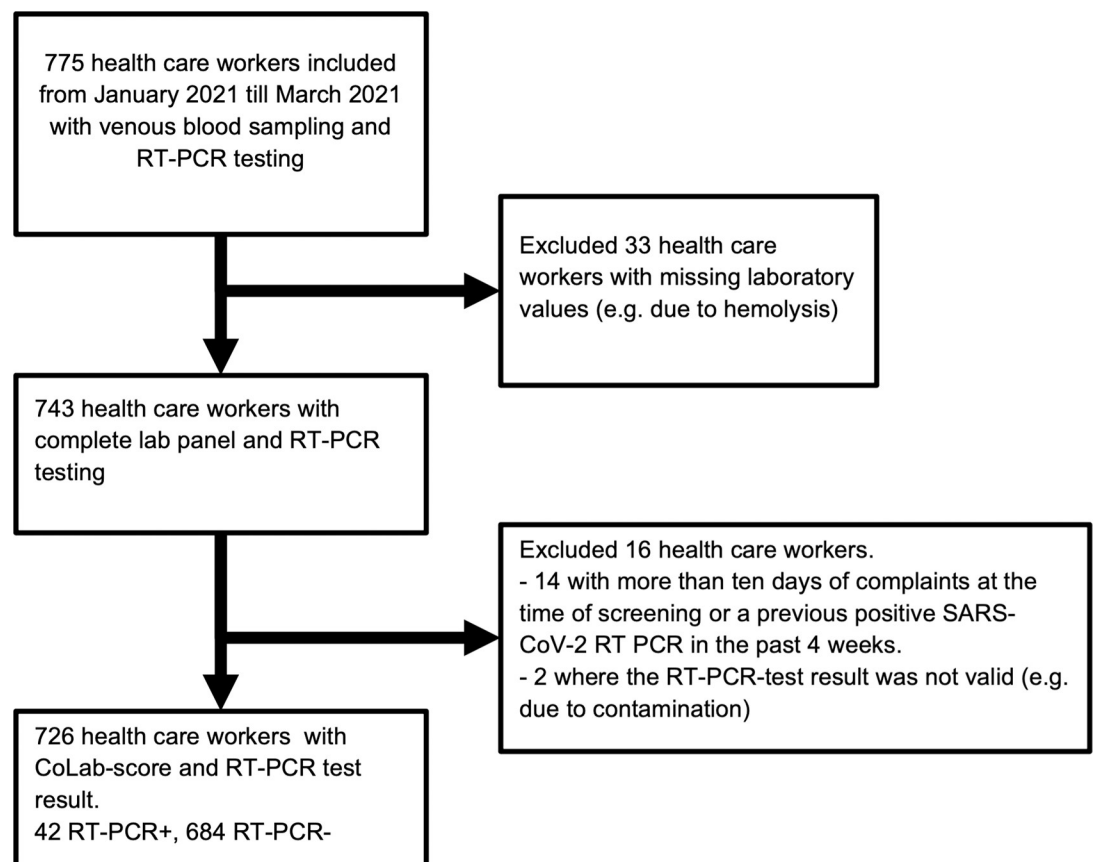 775 health care workers included
from January 2021 till March 2021
with venous blood sampling and
RT-PCR testing
Excluded 33 health care
workers with missing laboratory
values (e.g. due to hemolysis)
743 health care workers with
complete lab panel and RT-PCR
testing
Excluded 16 health care workers.
- 14 with more than ten days of complaints at the
time of screening or a previous positive SARS-
CoV-2 RT PCR in the past 4 weeks.
- 2 where the RT-PCR-test result was not valid (e.g.
due to contamination)
726 health care workers with
CoLab-score and RT-PCR test
result.
42 RT-PCR+, 684 RT-PCR-